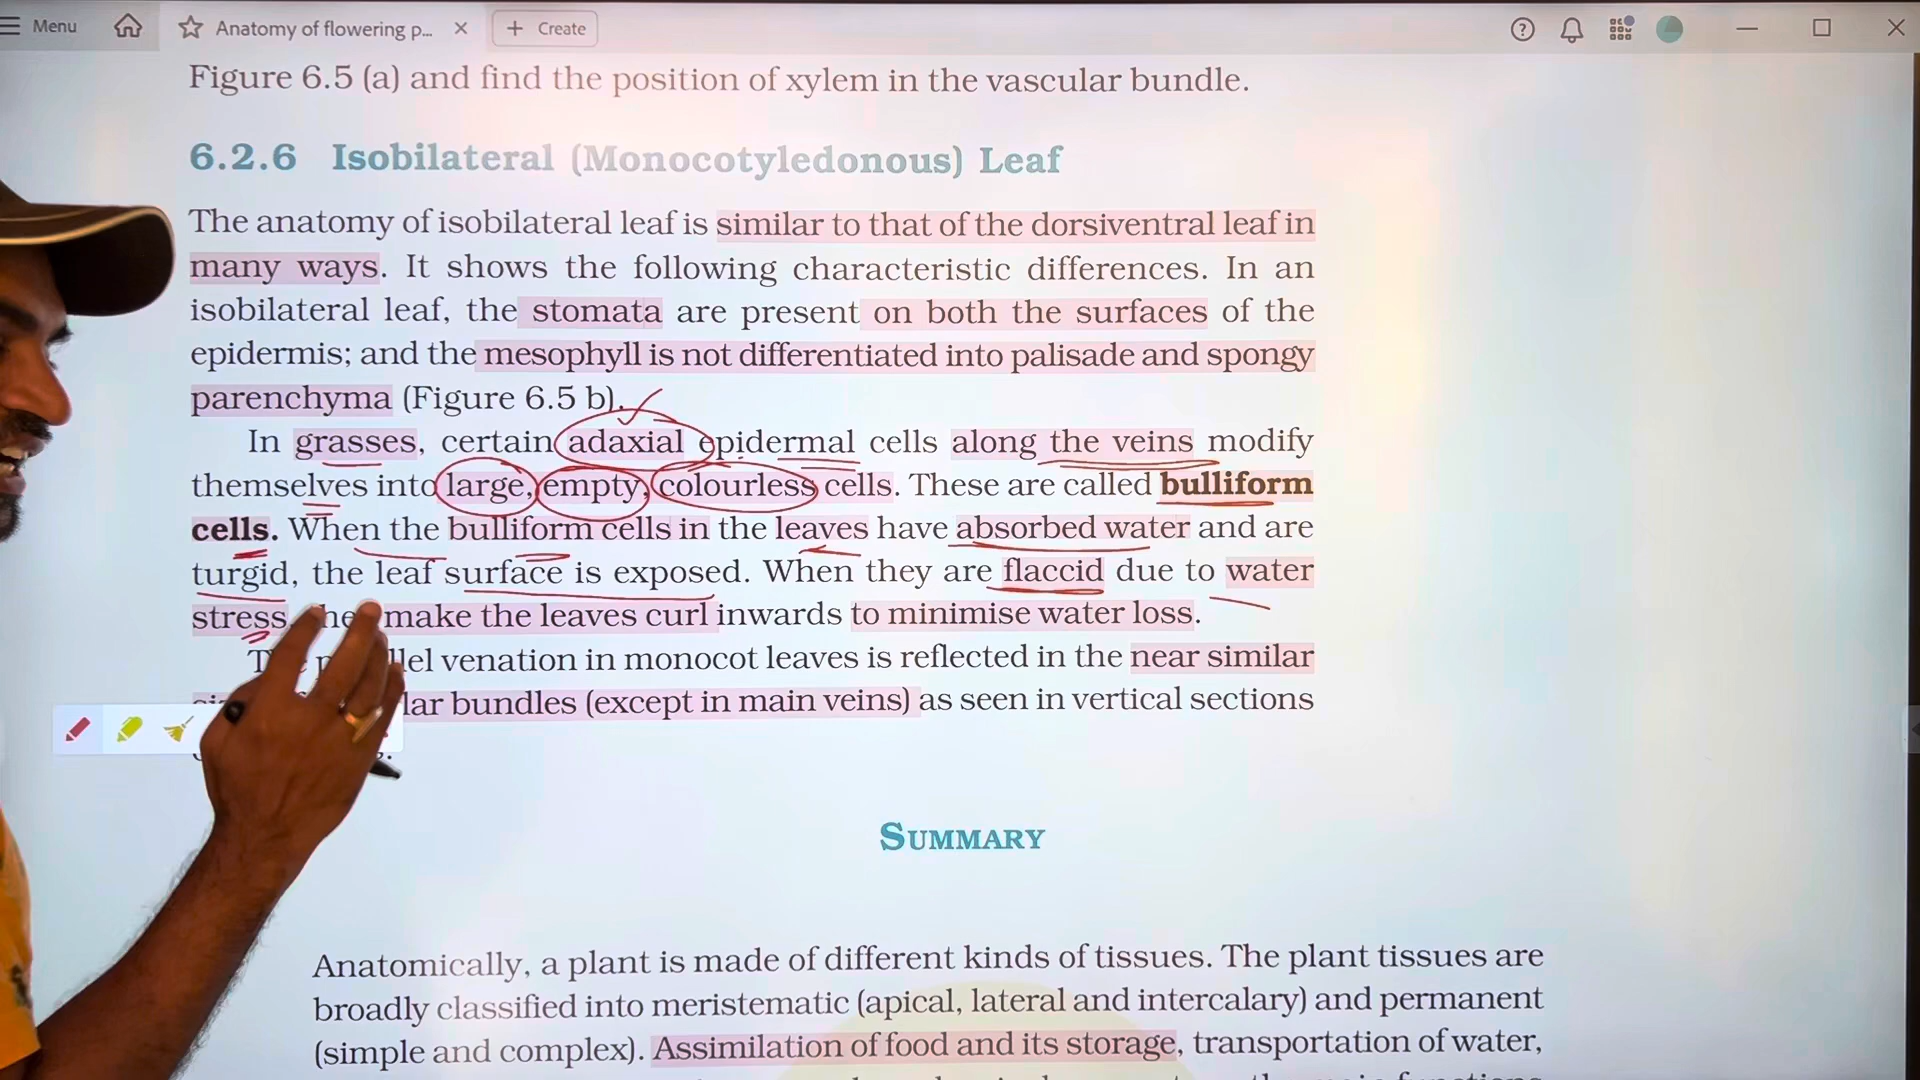 Menu
Anatomy of flowering p...
Create
Figure 6.5 (a) and find the position of xylem in the vascular bundle.
6.2.6 Isobilateral (Monocotyledonous) Leaf
The anatomy of isobilateral leaf is similar to that of the dorsiventral leaf in
many ways. It shows the following characteristic differences. In an
isobilateral leaf, the stomata are present on both the surfaces of the
epidermis; and the mesophyll is not differentiated into palisade and spongy
parenchyma (Figure 6.5 b).
In grasses, certain adaxial epidermal cells along the veins modify
themselves into large, empty, colourless cells. These are called bulliform
cells. When the bulliform cells in the leaves have absorbed water and are
turgid, the leaf surface is exposed. When they are flaccid due to water
stress, make the leaves curl inwards to minimise water loss.
venation in monocot leaves is reflected in the near similar
bundles (except in main veins) as seen in vertical sections
SUMMARY
Anatomically, a plant is made of different kinds of tissues. The plant tissues are
broadly classified into meristematic (apical, lateral and intercalary) and permanent
(simple and complex). Assimilation of food and its storage, transportation of water,